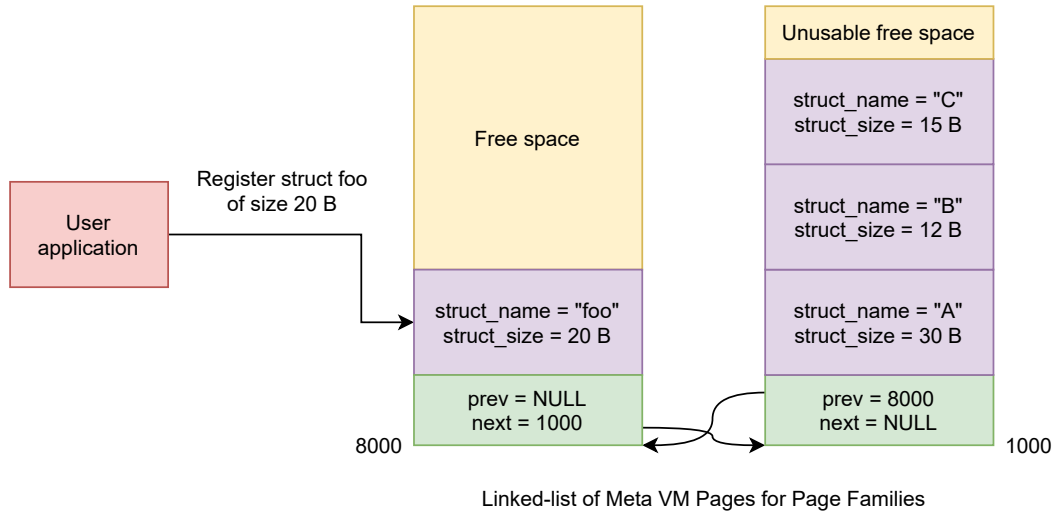 User
application
Register struct foo
of size 20 B
Free space
struct_name = "foo"
struct_size = 20 B
prev = NULL
next = 1000
8000
Unusable free space
struct_name = "C"
struct_size = 15 B
struct_name = "B"
struct_size = 12 B
struct_name = "A"
struct_size = 30 B
prev = 8000
next = NULL
1000
Linked-list of Meta VM Pages for Page Families